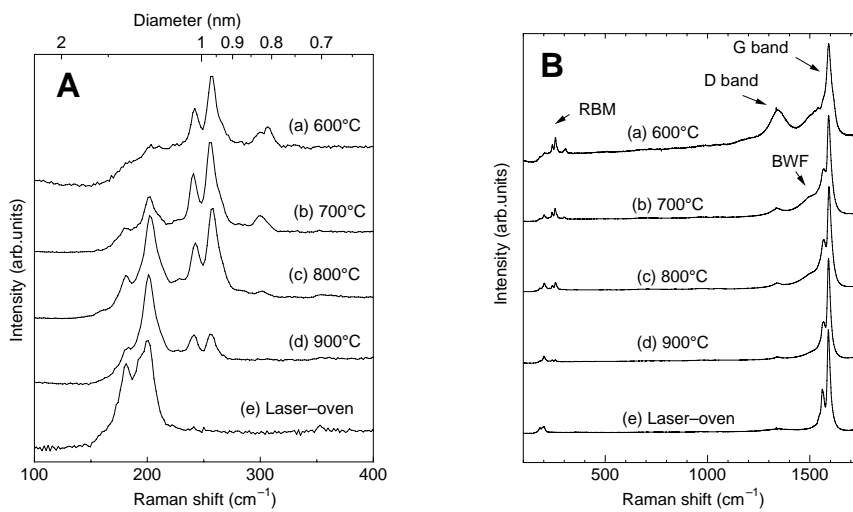 Diameter (nm)
2 1 0.9 0.8 0.7
A
(a) 600°C
(b) 700°C
(c) 800°C
(d) 900°C
(e) Laser–oven
Intensity (arb.units)
100 200 300 400
Raman shift (cm⁻¹)
B
G band
D band
RBM
(a) 600°C
BWF
(b) 700°C
(c) 800°C
(d) 900°C
(e) Laser–oven
Intensity (arb.units)
500 1000 1500
Raman shift (cm⁻¹)